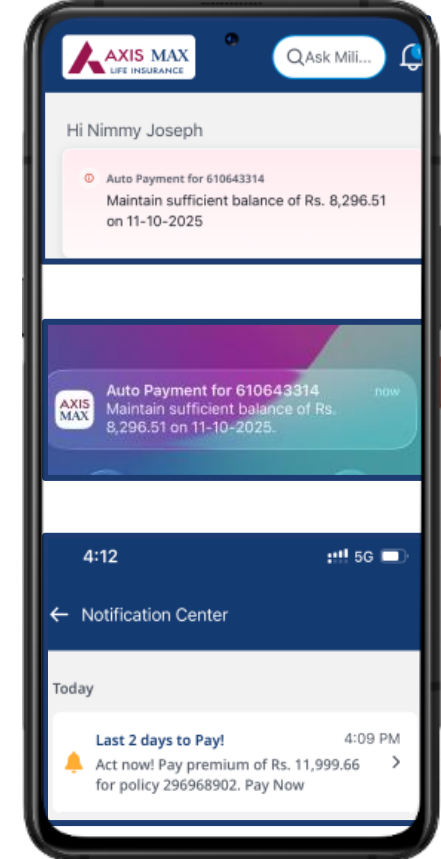 AXIS MAX
LIFE INSURANCE
Ask Mili...
Hi Nimmy Joseph
Auto Payment for 610643314
Maintain sufficient balance of Rs. 8,296.51
on 11-10-2025
AXIS
MAX
Auto Payment for 610643314
now
Maintain sufficient balance of Rs.
8,296.51 on 11-10-2025.
4:12
5G
← Notification Center
Today
Last 2 days to Pay!
4:09 PM
Act now! Pay premium of Rs. 11,999.66
for policy 296968902. Pay Now